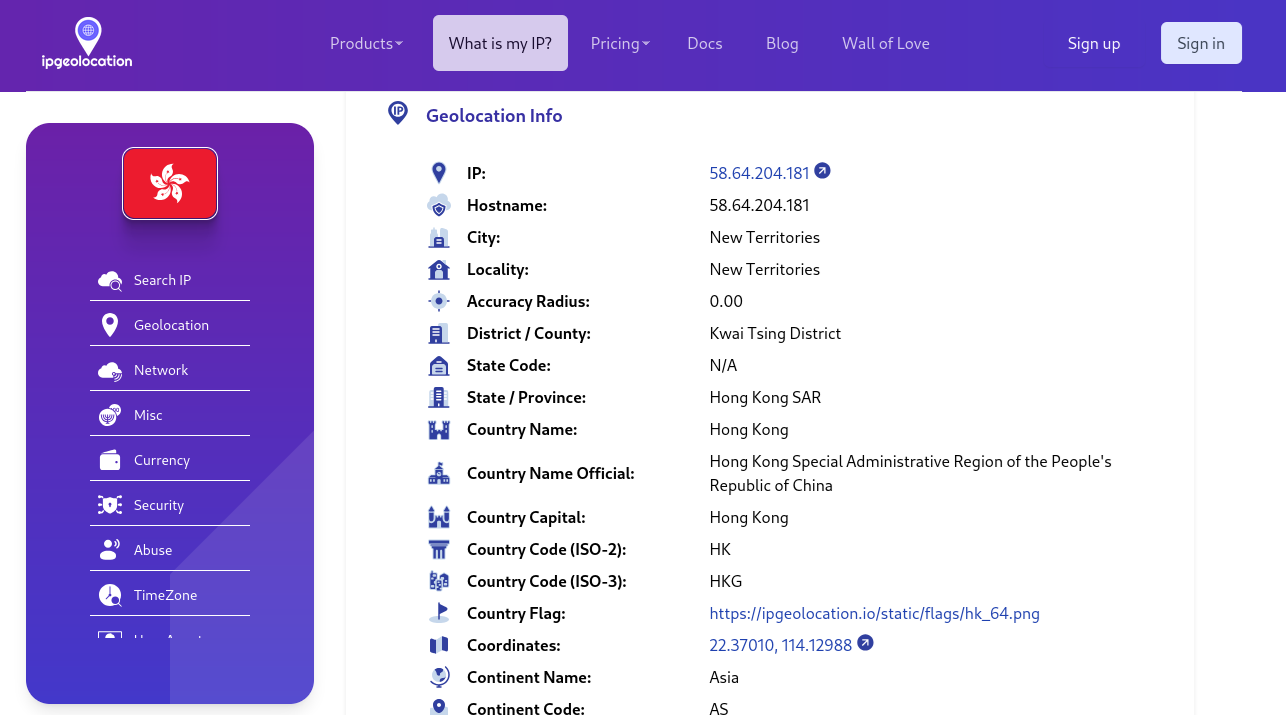 ipgeolocation
Products
What is my IP?
Pricing
Docs
Blog
Wall of Love
Sign up
Sign in
Search IP
Geolocation
Network
Misc
Currency
Security
Abuse
TimeZone
IP
Geolocation Info
IP: 58.64.204.181
Hostname: 58.64.204.181
City: New Territories
Locality: New Territories
Accuracy Radius: 0.00
District / County: Kwai Tsing District
State Code: N/A
State / Province: Hong Kong SAR
Country Name: Hong Kong
Country Name Official: Hong Kong Special Administrative Region of the People's
Republic of China
Country Capital: Hong Kong
Country Code (ISO-2): HK
Country Code (ISO-3): HKG
Country Flag: https://ipgeolocation.io/static/flags/hk_64.png
Coordinates: 22.37010, 114.12988
Continent Name: Asia
Continent Code: AS